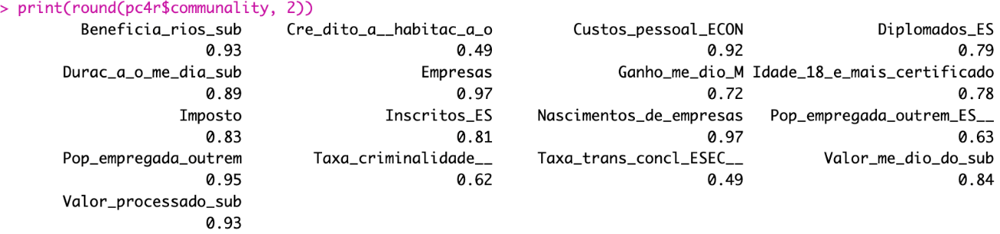 > print(round(pc4r$communality, 2))
Beneficia_rios_sub Cre_dito_a__habitac_a_o Custos_pessoal_ECON Diplomados_ES
0.93 0.49 0.92 0.79
Durac_a_o_me_dia_sub Empresas Ganho_me_dio_M Idade_18_e_mais_certificado
0.89 0.97 0.72 0.78
Imposto Inscritos_ES Nascimentos_de_empresas Pop_empregada_outrem_ES__
0.83 0.81 0.97 0.63
Pop_empregada_outrem Taxa_criminalidade__ Taxa_trans_concl_ESEC__ Valor_me_dio_do_sub
0.95 0.62 0.49 0.84
Valor_processado_sub
0.93